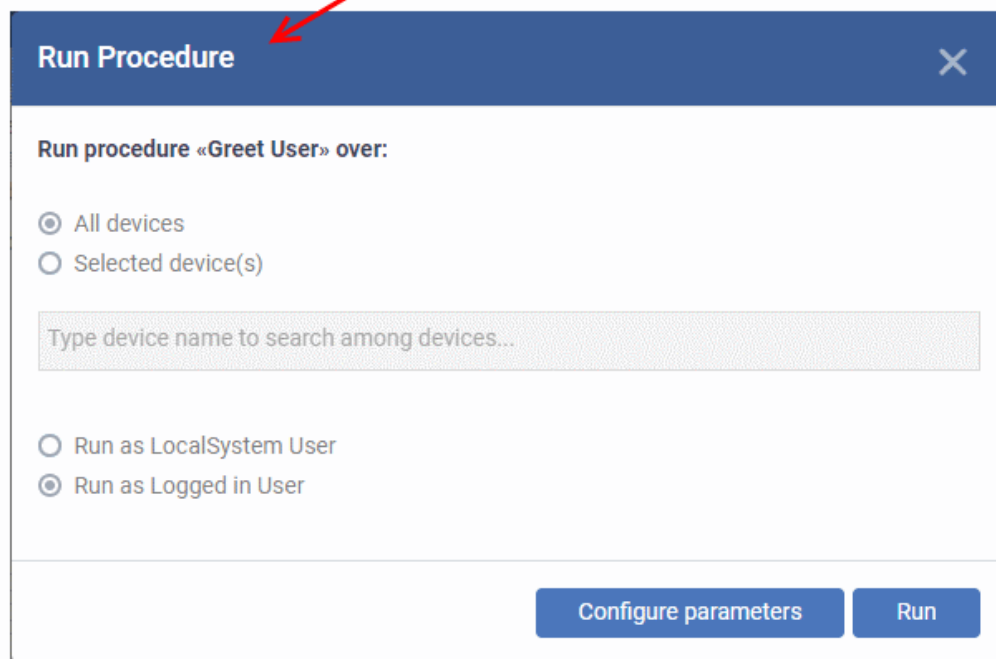 Run Procedure
Run procedure «Greet User» over:
All devices
Selected device(s)
Type device name to search among devices...
Run as LocalSystem User
Run as Logged in User
Configure parameters
Run